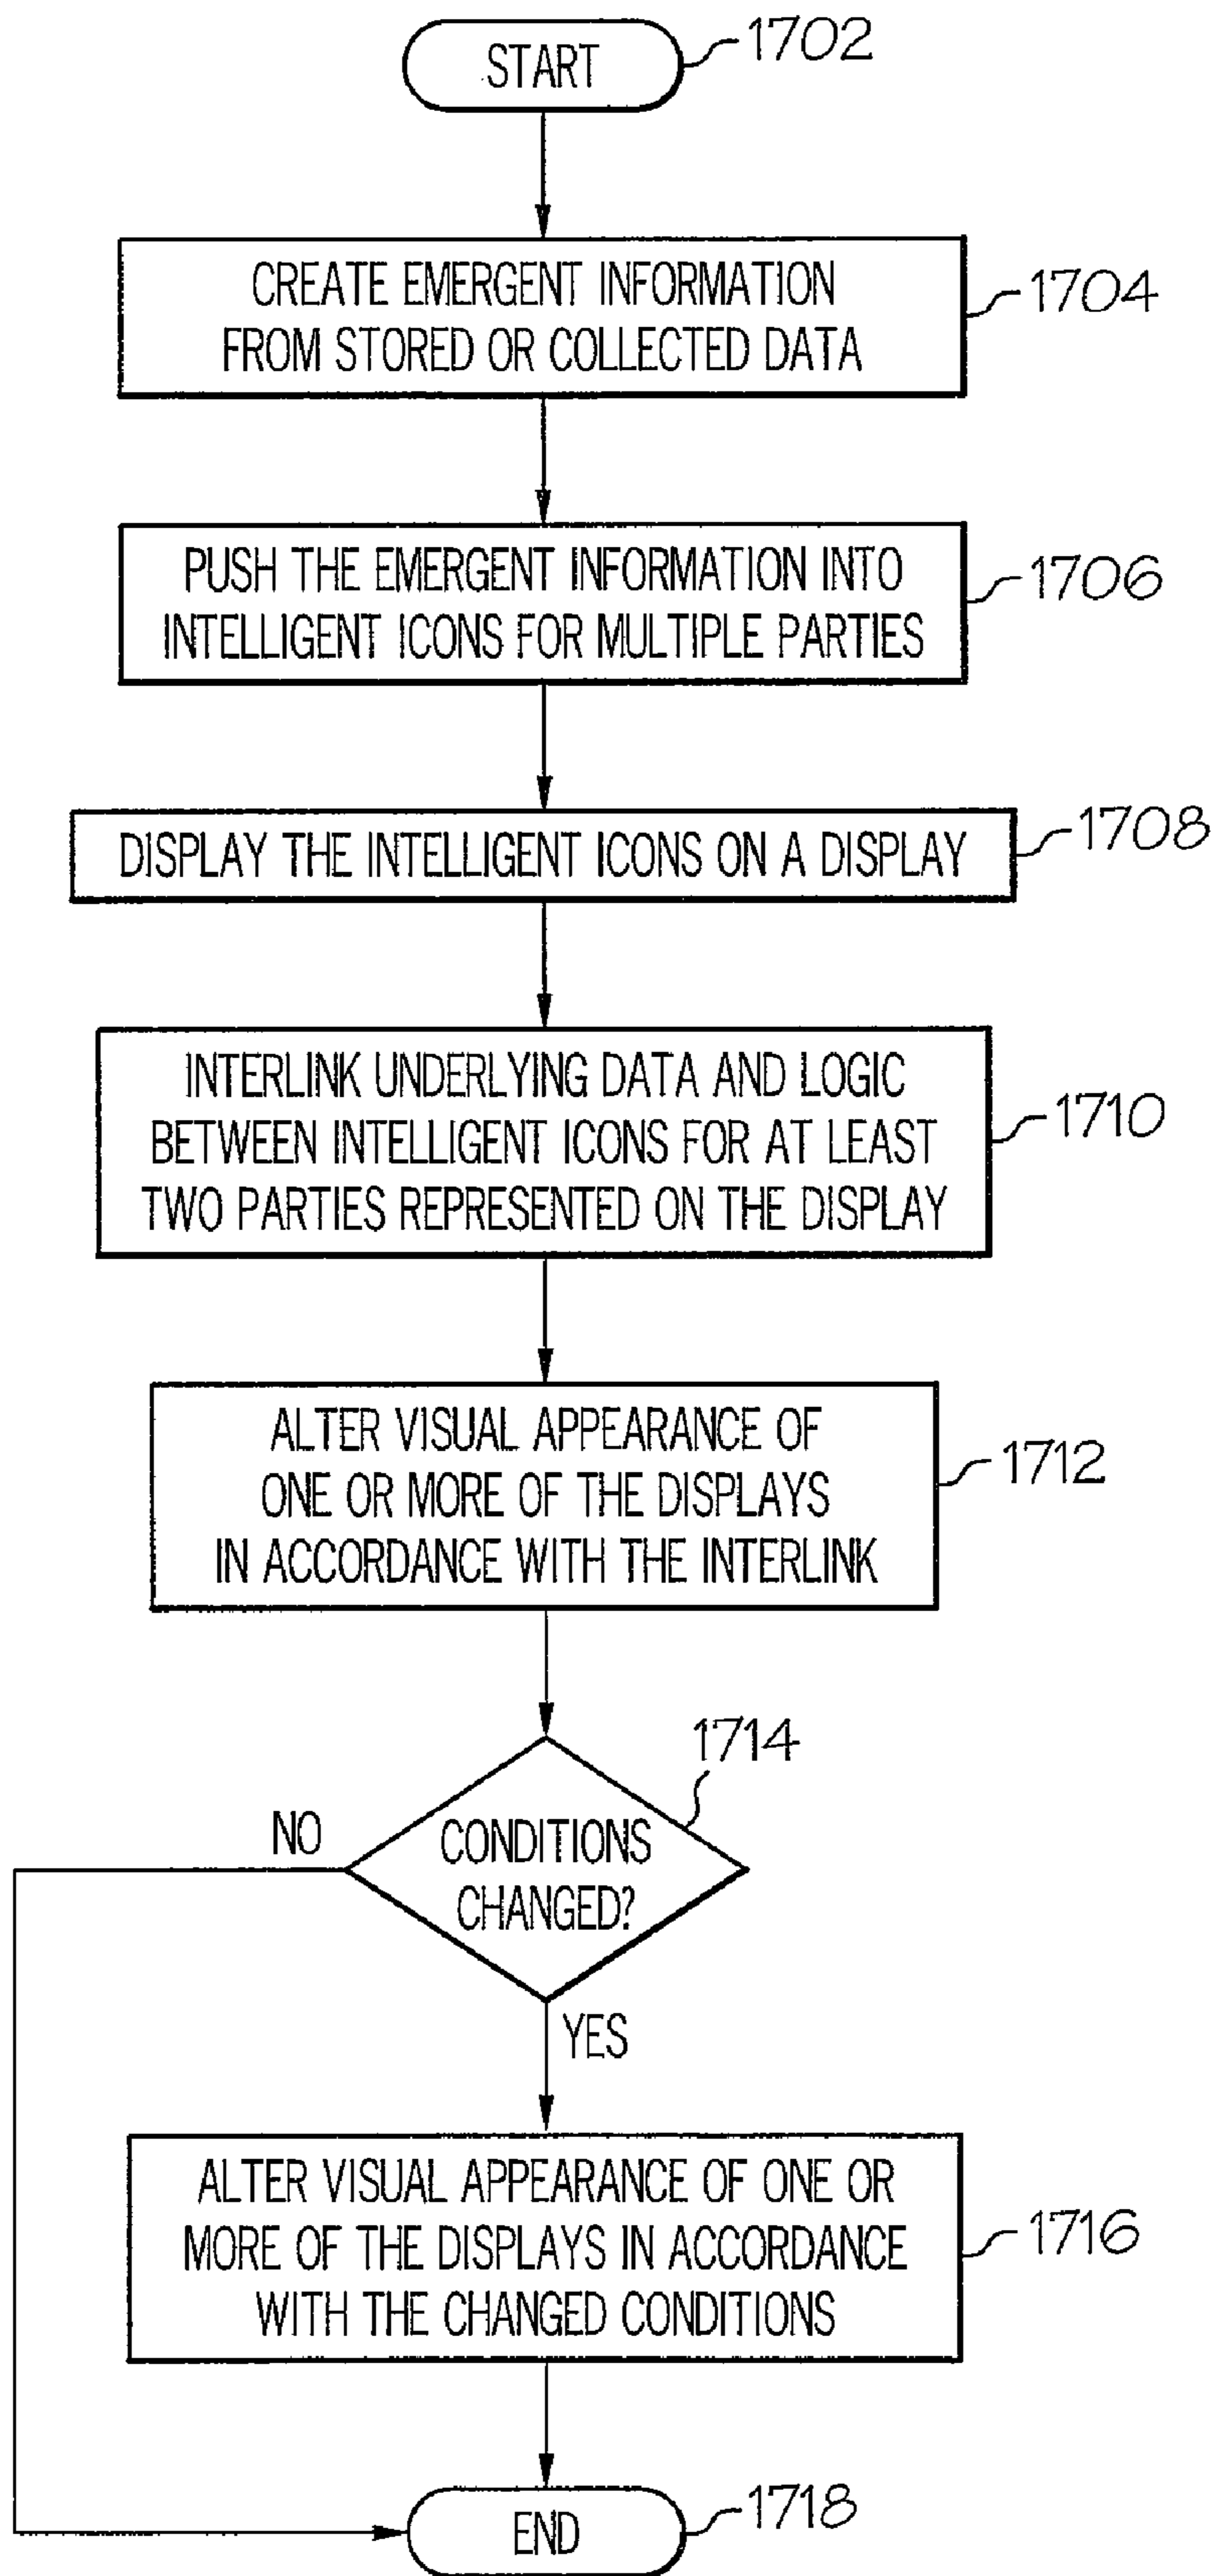 START
1702
CREATE EMERGENT INFORMATION
FROM STORED OR COLLECTED DATA
1704
PUSH THE EMERGENT INFORMATION INTO
INTELLIGENT ICONS FOR MULTIPLE PARTIES
1706
DISPLAY THE INTELLIGENT ICONS ON A DISPLAY
1708
INTERLINK UNDERLYING DATA AND LOGIC
BETWEEN INTELLIGENT ICONS FOR AT LEAST
TWO PARTIES REPRESENTED ON THE DISPLAY
1710
ALTER VISUAL APPEARANCE OF
ONE OR MORE OF THE DISPLAYS
IN ACCORDANCE WITH THE INTERLINK
1712
1714
NO
CONDITIONS
CHANGED?
YES
ALTER VISUAL APPEARANCE OF ONE OR
MORE OF THE DISPLAYS IN ACCORDANCE
WITH THE CHANGED CONDITIONS
1716
END
1718